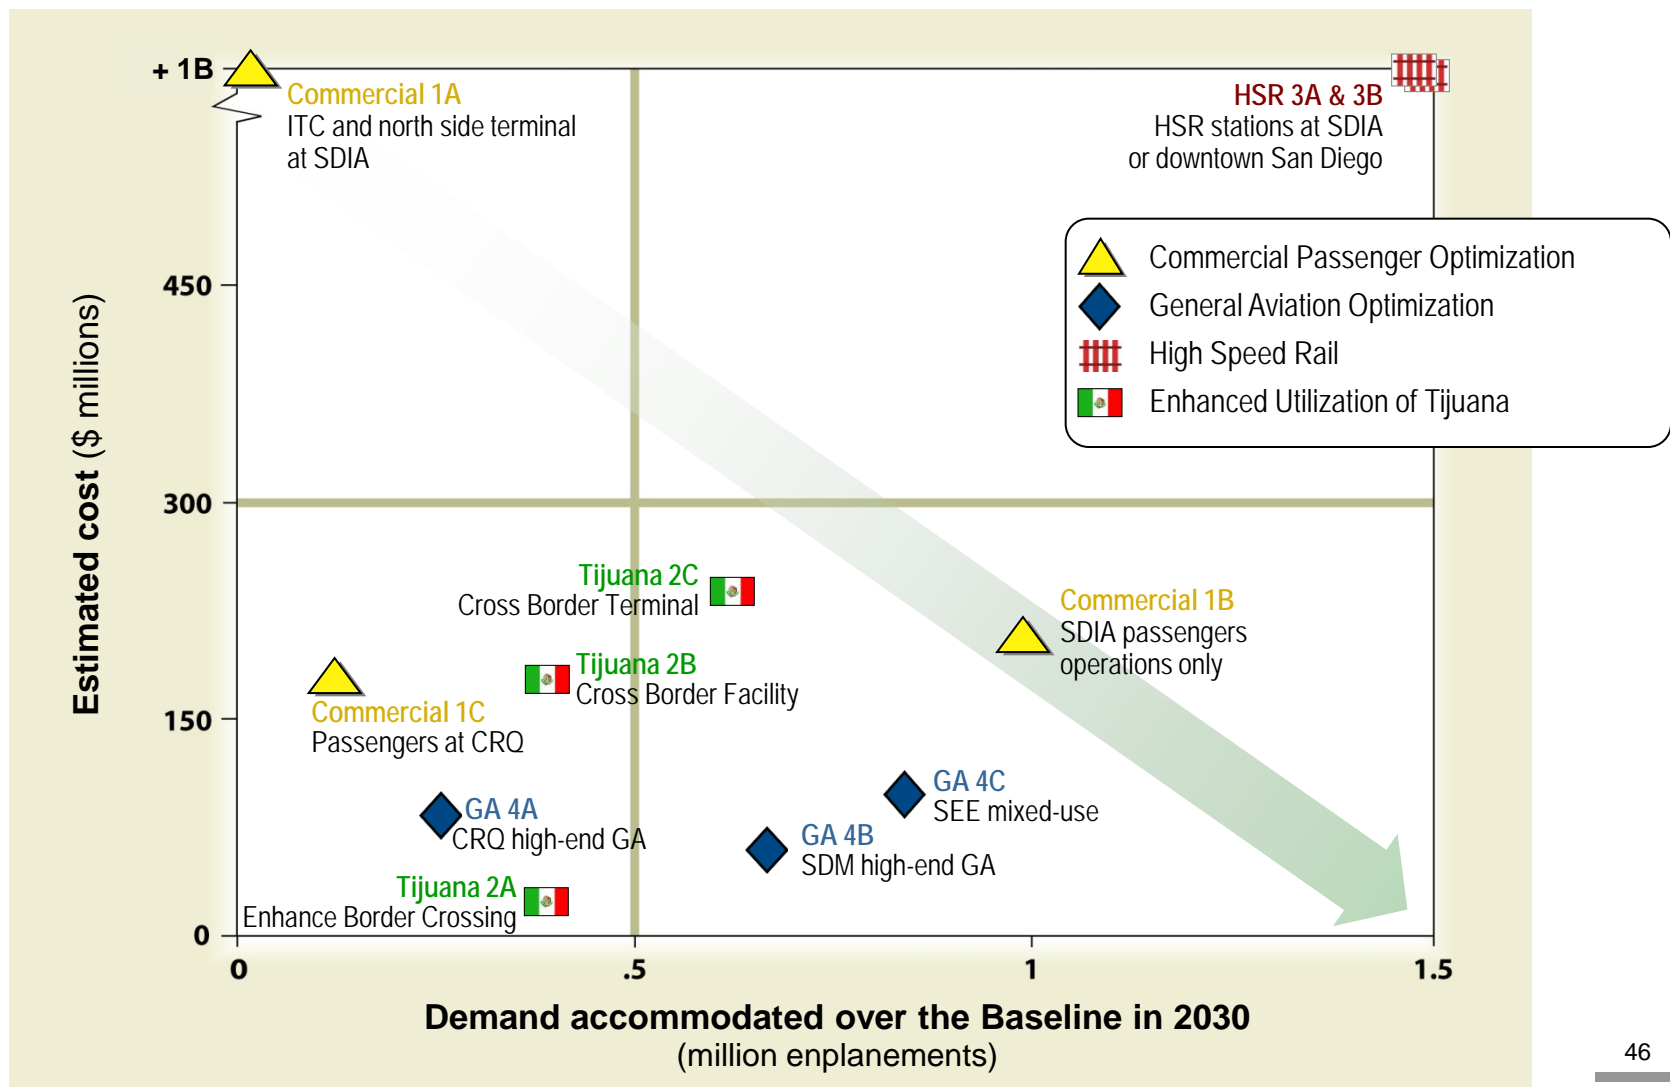 + 1B
Commercial 1A
ITC and north side terminal
at SDIA
HSR 3A & 3B
HSR stations at SDIA
or downtown San Diego
Commercial Passenger Optimization
General Aviation Optimization
High Speed Rail
Enhanced Utilization of Tijuana
450
300
150
0
Estimated cost ($ millions)
Tijuana 2C
Cross Border Terminal
Commercial 1B
SDIA passengers
operations only
Tijuana 2B
Cross Border Facility
Commercial 1C
Passengers at CRQ
GA 4C
SEE mixed-use
GA 4A
CRQ high-end GA
GA 4B
SDM high-end GA
Tijuana 2A
Enhance Border Crossing
0
.5
1
1.5
Demand accommodated over the Baseline in 2030
(million enplanements)
46